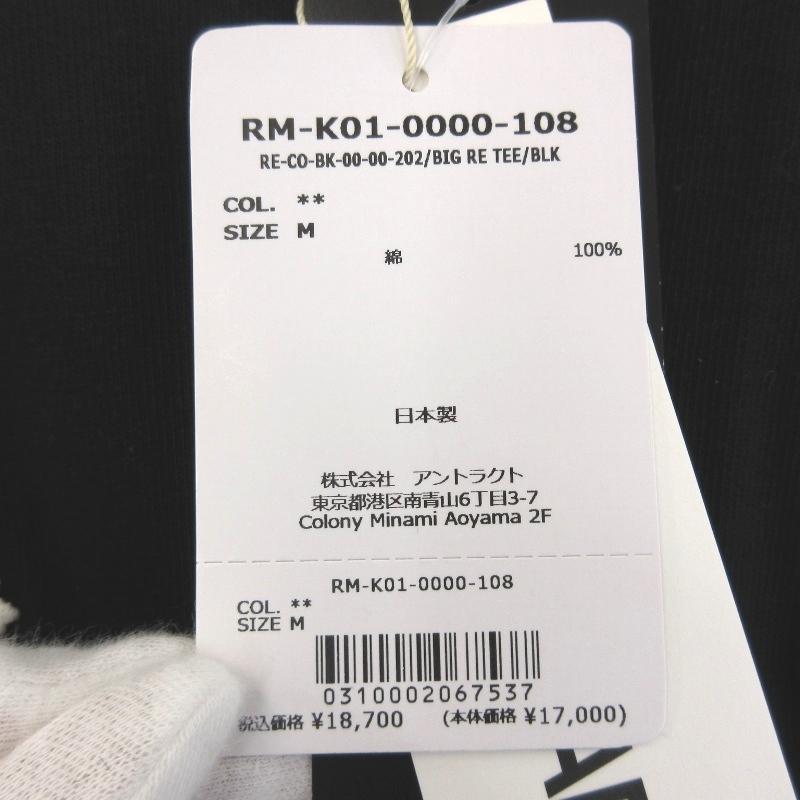 RM-K01-0000-108
RE-CO-BK-00-00-202/BIG RE TEE/BLK
COL. **
SIZE M
綿 100%
日本製
株式会社 アントラクト
東京都港区南青山6丁目3-7
Colony Minami Aoyama 2F
RM-K01-0000-108
COL. **
SIZE M
0310002067537
税込価格 ¥18,700 (本体価格 ¥17,000)